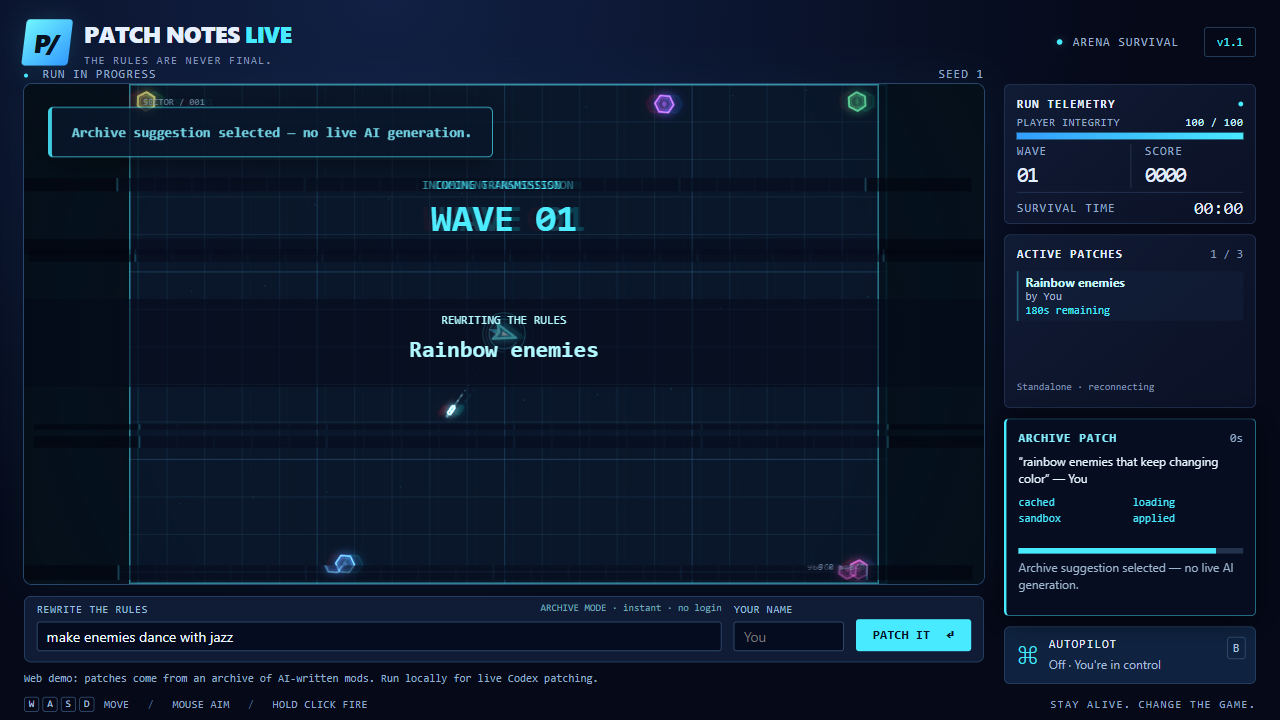 P/
PATCH NOTES LIVE
THE RULES ARE NEVER FINAL.
ARENA SURVIVAL
v1.1
RUN IN PROGRESS
SEED 1
SECTOR / 001
Archive suggestion selected — no live AI generation.
INCOMING TRANSMISSION
WAVE 01
REWRITING THE RULES
Rainbow enemies
RUN TELEMETRY
PLAYER INTEGRITY 100 / 100
WAVE SCORE
01 0000
SURVIVAL TIME 00:00
ACTIVE PATCHES 1 / 3
Rainbow enemies
by You
180s remaining
Standalone · reconnecting
ARCHIVE PATCH 0s
"rainbow enemies that keep changing
color" — You
cached loading
sandbox applied
Archive suggestion selected — no live AI
generation.
REWRITE THE RULES
ARCHIVE MODE · instant · no login
YOUR NAME
make enemies dance with jazz
You
PATCH IT ⏎
AUTOPILOT
Off · You're in control
B
Web demo: patches come from an archive of AI-written mods. Run locally for live Codex patching.
W A S D MOVE / MOUSE AIM / HOLD CLICK FIRE
STAY ALIVE. CHANGE THE GAME.